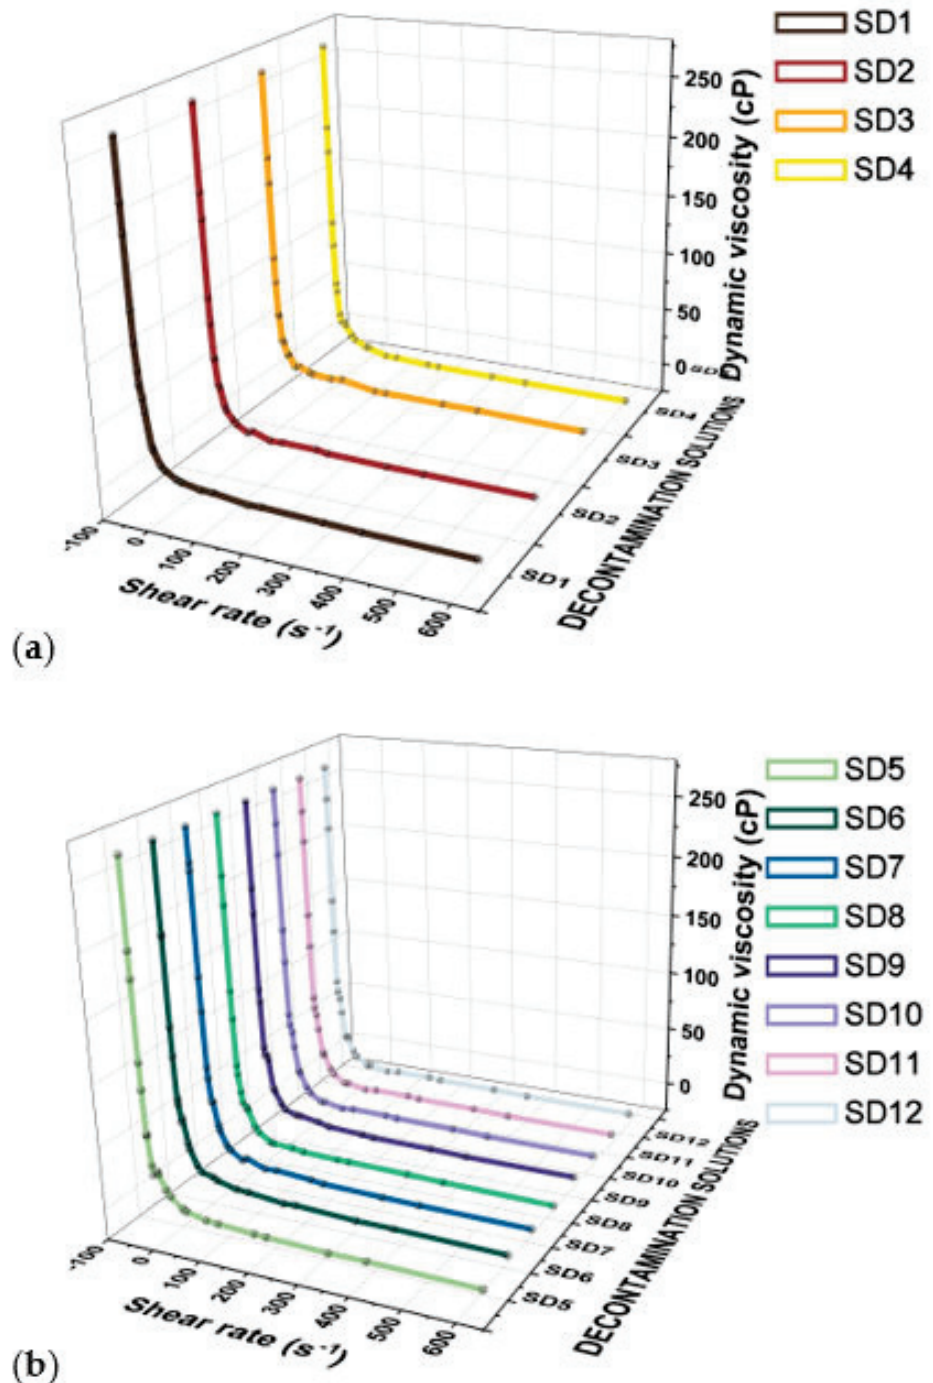 SD1
SD2
SD3
SD4
250
200
150
100
50
0
Dynamic viscosity (cP)
SD4
SD3
SD2
SD1
DECONTAMINATION SOLUTIONS
-100
0
100
200
300
400
500
600
Shear rate (s⁻¹)
(a)
SD5
SD6
SD7
SD8
SD9
SD10
SD11
SD12
250
200
150
100
50
0
Dynamic viscosity (cP)
SD12
SD11
SD10
SD9
SD8
SD7
SD6
SD5
DECONTAMINATION SOLUTIONS
-100
0
100
200
300
400
500
600
Shear rate (s⁻¹)
(b)